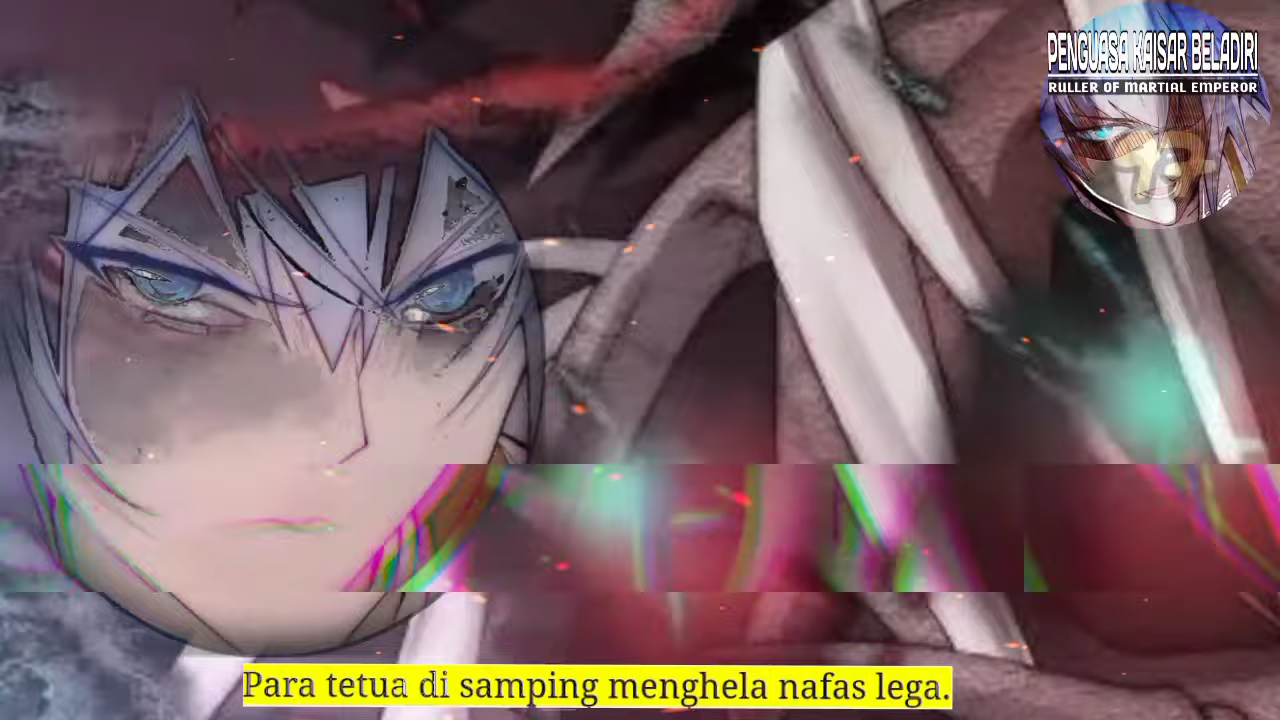 PENGUASA KAISAR BELADIRI
RULLER OF MARTIAL EMPEROR
Para tetua di samping menghela nafas lega.